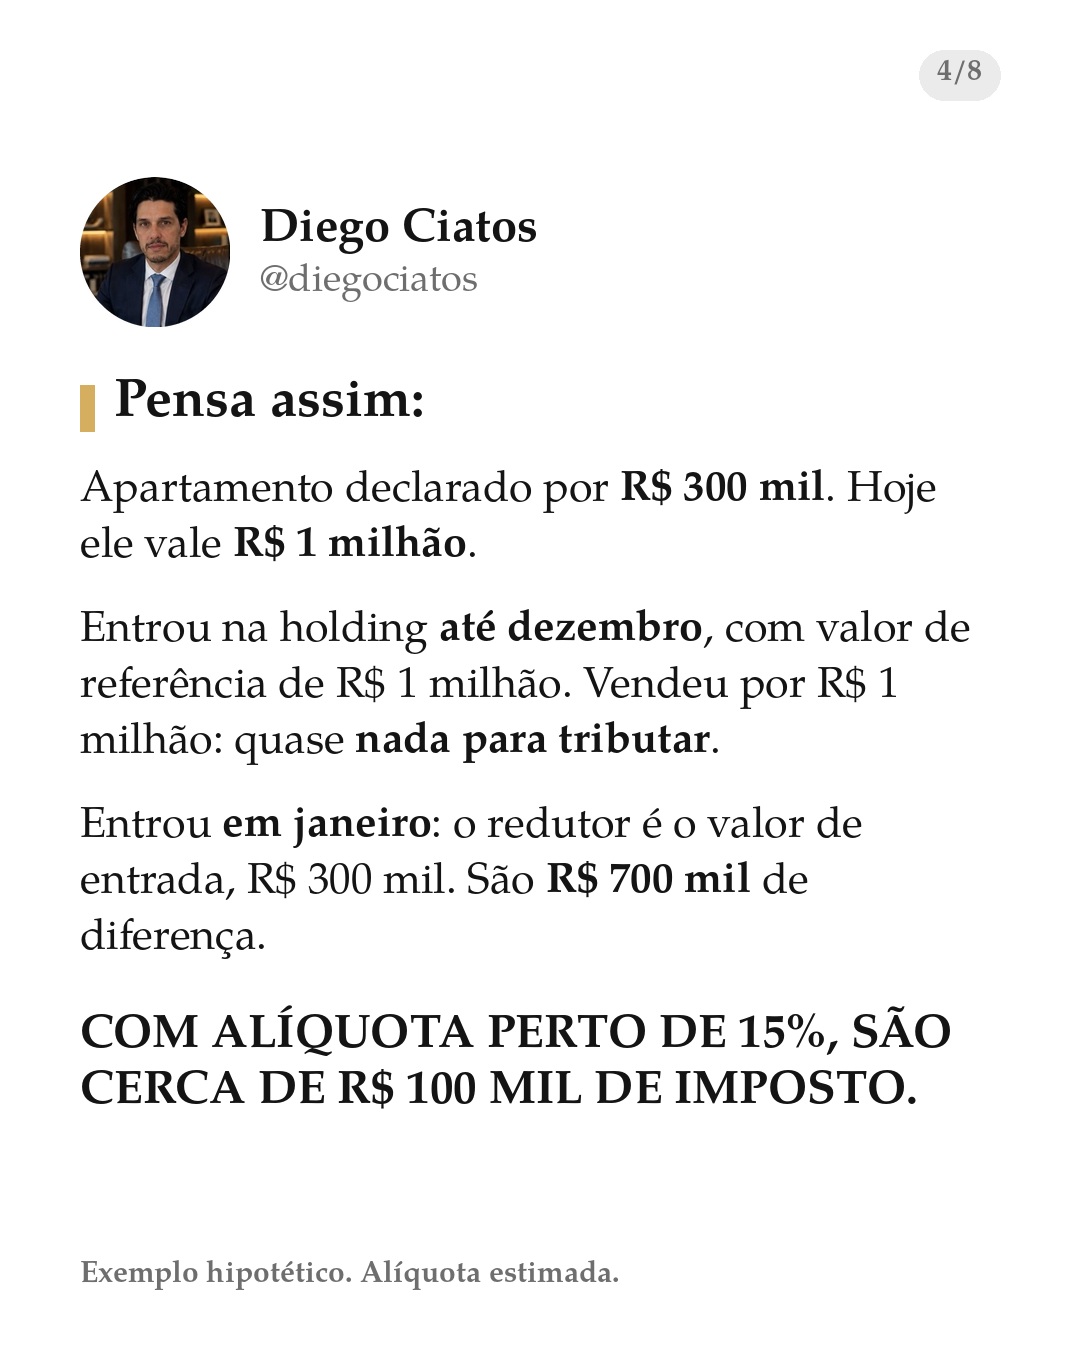 4/8
Diego Ciatos
@diegociatos
Pensa assim:
Apartamento declarado por R$ 300 mil. Hoje
ele vale R$ 1 milhão.
Entrou na holding até dezembro, com valor de
referência de R$ 1 milhão. Vendeu por R$ 1
milhão: quase nada para tributar.
Entrou em janeiro: o redutor é o valor de
entrada, R$ 300 mil. São R$ 700 mil de
diferença.
COM ALÍQUOTA PERTO DE 15%, SÃO
CERCA DE R$ 100 MIL DE IMPOSTO.
Exemplo hipotético. Alíquota estimada.